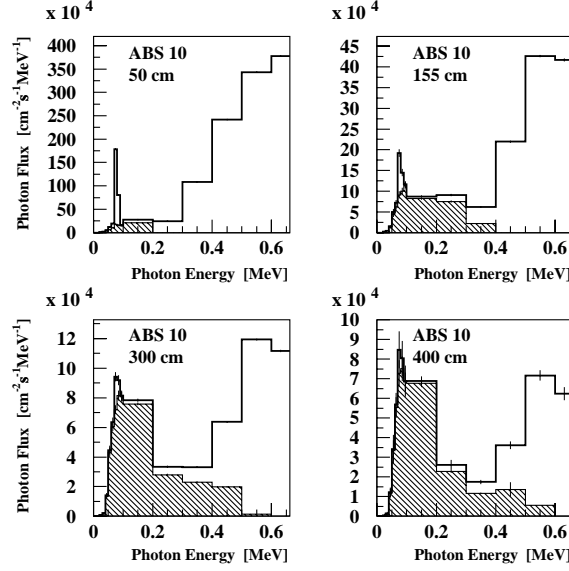 x 10 4
x 10 4
Photon Flux [cm-2s-1MeV-1]
ABS 10
50 cm
400
350
300
250
200
150
100
50
0
0 0.2 0.4 0.6
Photon Energy [MeV]
ABS 10
155 cm
45
40
35
30
25
20
15
10
5
0
0 0.2 0.4 0.6
Photon Energy [MeV]
x 10 4
x 10 4
Photon Flux [cm-2s-1MeV-1]
ABS 10
300 cm
12
10
8
6
4
2
0
0 0.2 0.4 0.6
Photon Energy [MeV]
ABS 10
400 cm
10
9
8
7
6
5
4
3
2
1
0
0 0.2 0.4 0.6
Photon Energy [MeV]